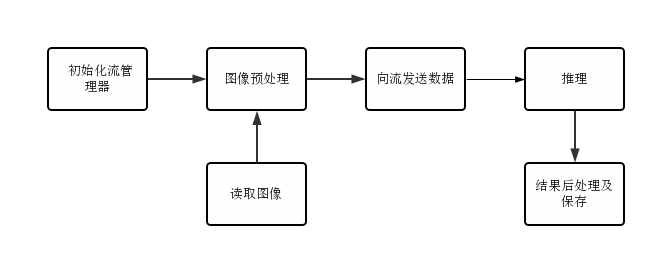 初始化流管
理器
图像预处理
向流发送数据
推理
读取图像
结果后处理及
保存